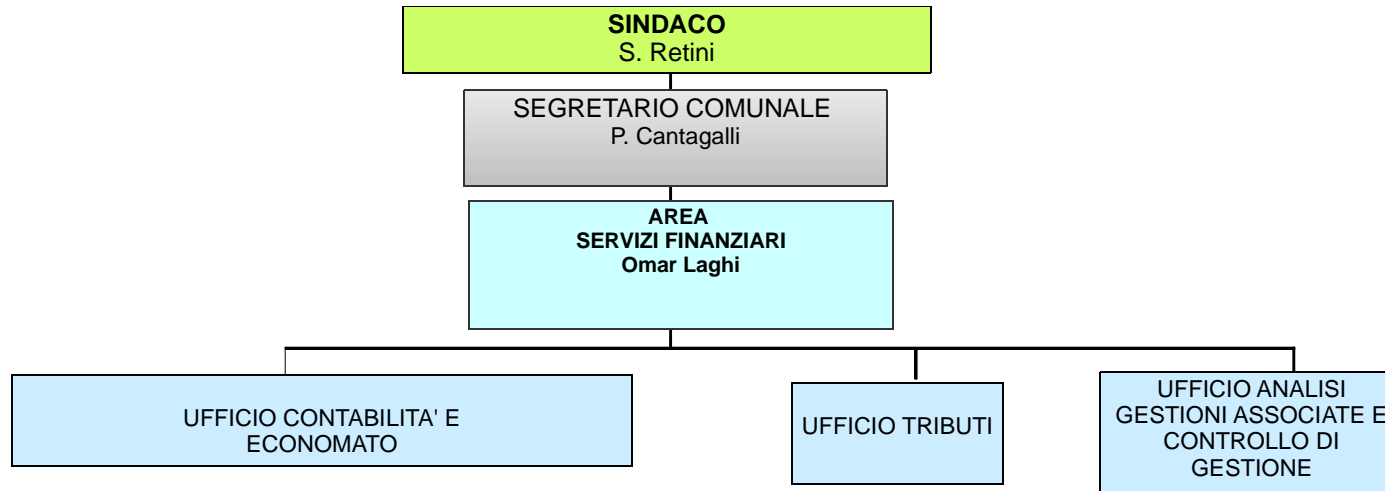 SINDACO
S. Retini
SEGRETARIO COMUNALE
P. Cantagalli
AREA
SERVIZI FINANZIARI
Omar Laghi
UFFICIO CONTABILITA' E
ECONOMATO
UFFICIO TRIBUTI
UFFICIO ANALISI
GESTIONI ASSOCIATE E
CONTROLLO DI
GESTIONE